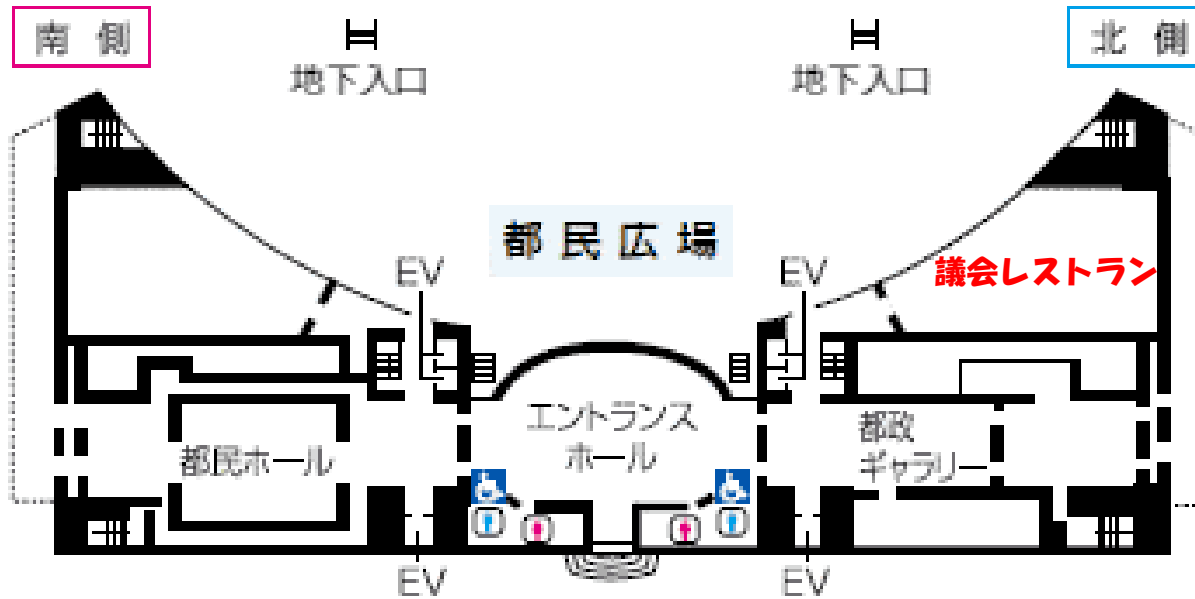 南側
北側
地下入口
地下入口
都民広場
EV
EV
議会レストラン
エントランス
ホール
都民ホール
都政
ギャラリー
EV
EV